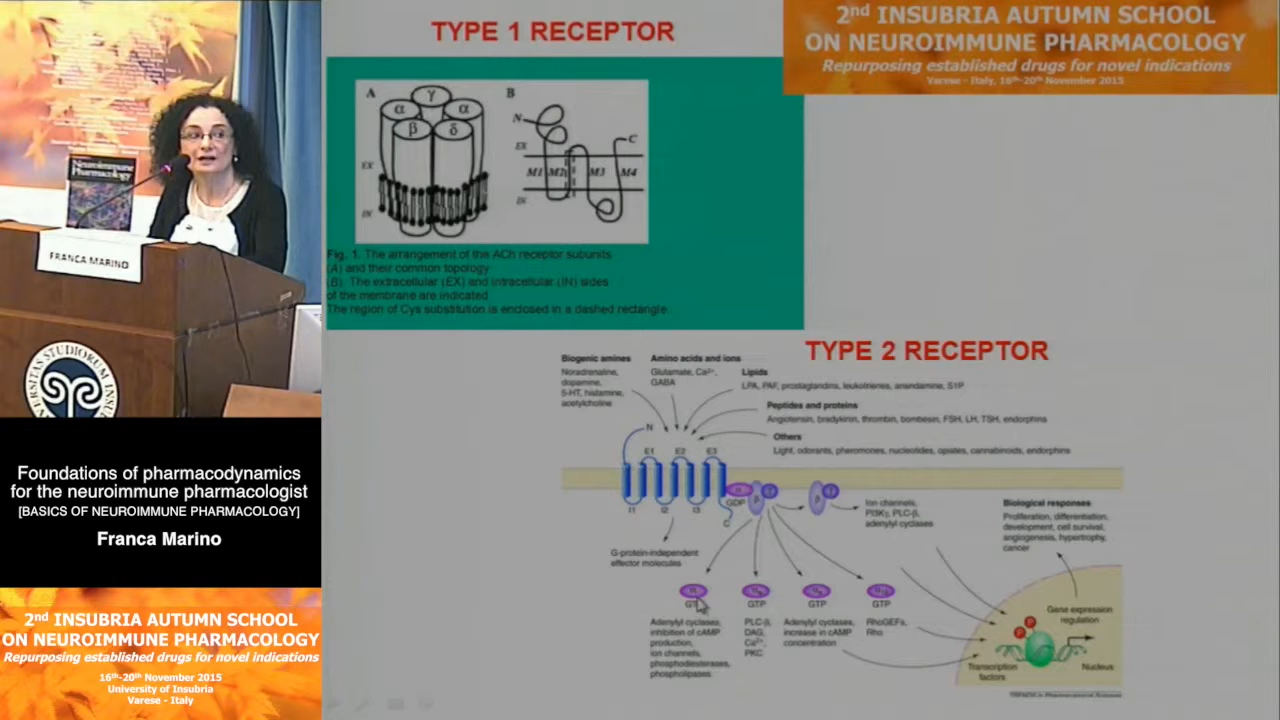 TYPE 1 RECEPTOR
2nd INSUBRIA AUTUMN SCHOOL
ON NEUROIMMUNE PHARMACOLOGY
Repurposing established drugs for novel indications
Varese - Italy, 16th-20th November 2015
A
B
γ
α
α
β
δ
EX
IN
N
C
EX
M1
M2
M3
M4
IN
Fig. 1. The arrangement of the ACh receptor subunits
(A) and their common topology
(B). The extracellular (EX) and intracellular (IN) sides
of the membrane are indicated
The region of Cys substitution is enclosed in a dashed rectangle.
Neuroimmune
Pharmacology
FRANCA MARINO
TYPE 2 RECEPTOR
Biogenic amines
Noradrenaline,
dopamine,
5-HT, histamine,
acetylcholine
Amino acids and ions
Glutamate, Ca2+,
GABA
Lipids
LPA, PAF, prostaglandins, leukotrienes, anandamine, S1P
Peptides and proteins
Angiotensin, bradykinin, thrombin, bombesin, FSH, LH, TSH, endorphins
Others
Light, odorants, pheromones, nucleotides, opiates, cannabinoids, endorphins
N
E1
E2
E3
I1
I2
I3
C
α
GDP
β
γ
β
γ
Ion channels,
PI3Kγ, PLC-β,
adenylyl cyclases
Biological responses
Proliferation, differentiation,
development, cell survival,
angiogenesis, hypertrophy,
cancer
G-protein-independent
effector molecules
GTP
GTP
GTP
Adenylyl cyclases,
inhibition of cAMP
production,
ion channels,
phosphodiesterases,
phospholipases
PLC-β,
DAG,
Ca2+,
PKC
Adenylyl cyclases,
increase in cAMP
concentration
RhoGEFs,
Rho
P
P
Gene expression
regulation
Transcription
factors
Nucleus
TRENDS in Pharmacological Sciences
Foundations of pharmacodynamics
for the neuroimmune pharmacologist
[BASICS OF NEUROIMMUNE PHARMACOLOGY]
Franca Marino
2nd INSUBRIA AUTUMN SCHOOL
ON NEUROIMMUNE PHARMACOLOGY
Repurposing established drugs for novel indications
16th-20th November 2015
University of Insubria
Varese - Italy